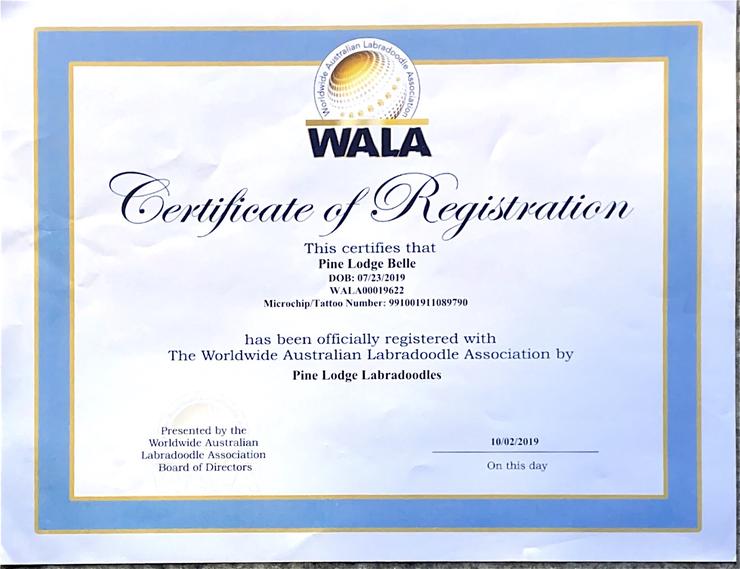 Worldwide Australian Labradoodle Association
WALA
Certificate of Registration
This certifies that
Pine Lodge Belle
DOB: 07/23/2019
WALA00019622
Microchip/Tattoo Number: 991001911089790
has been officially registered with
The Worldwide Australian Labradoodle Association by
Pine Lodge Labradoodles
Presented by the
Worldwide Australian
Labradoodle Association
Board of Directors
10/02/2019
On this day